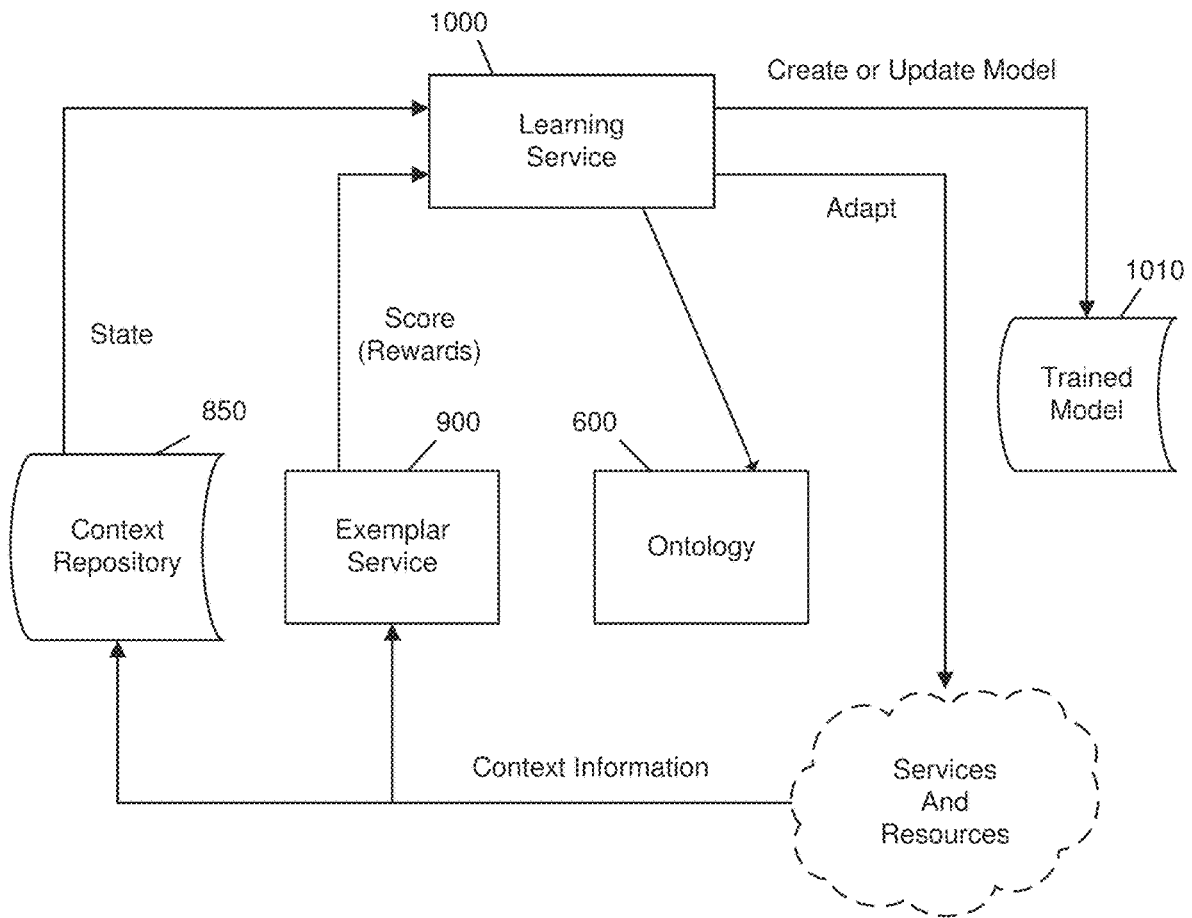 1000
Create or Update Model
Learning
Service
Adapt
1010
State
Score
(Rewards)
Trained
Model
850
900
600
Context
Repository
Exemplar
Service
Ontology
Context Information
Services
And
Resources